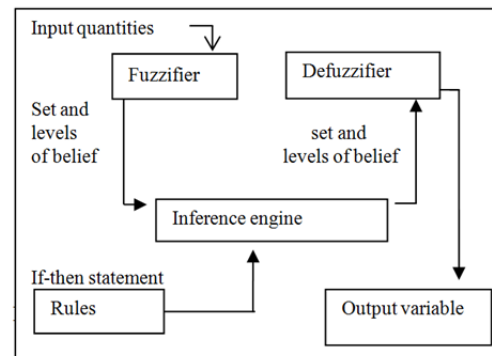 Input quantities
Fuzzifier
Defuzzifier
Set and
levels
of belief
set and
levels of belief
Inference engine
If-then statement
Rules
Output variable